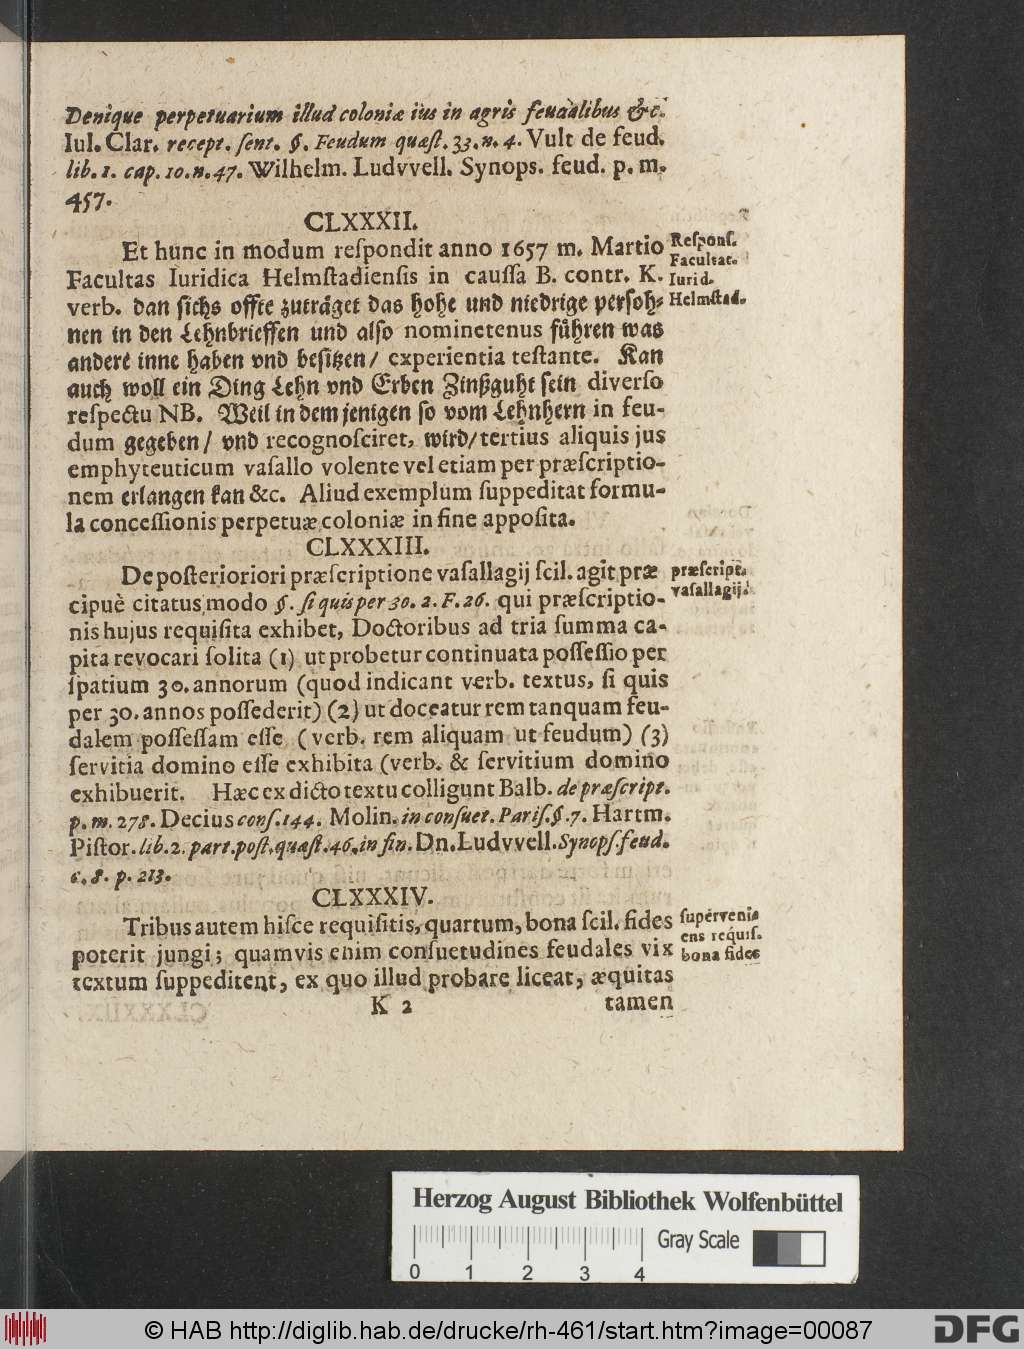 Denique perpetuarium illud coloniæ ius in agris feudalibus &c.
Iul. Clar. recept. sent. §. Feudum quæst. 33. n. 4. Vult de feud.
lib. 1. cap. 10. n. 47. Wilhelm. Ludvvell. Synops. feud. p. m.
457.
CLXXXII.
Et hunc in modum respondit anno 1657 m. Martio
Facultas Iuridica Helmstadiensis in caussa B. contr. K.
verb. dan sichs offte zuträget das hohe und niedrige persoh-
nen in den Lehnbrieffen und also nominetenus führen was
andere inne haben vnd besitzen / experientia testante. Kan
auch woll ein Ding Lehn vnd Erben Zinßguht sein diverso
respectu NB. Weil in dem jenigen so vom Lehnhern in feu-
dum gegeben / vnd recognosciret, wird / tertius aliquis jus
emphyteuticum vasallo volente vel etiam per præscriptio-
nem erlangen kan &c. Aliud exemplum suppeditat formu-
la concessionis perpetuæ coloniæ in fine apposita.
Respons.
Facultat.
Iurid.
Helmstad.
CLXXXIII.
De posterioriori præscriptione vasallagij scil. agit præ
cipuè citatus modo §. si quis per 30. 2. F. 26. qui præscriptio-
nis hujus requisita exhibet, Doctoribus ad tria summa ca-
pita revocari solita (1) ut probetur continuata possessio per
spatium 30. annorum (quod indicant verb. textus, si quis
per 30. annos possederit) (2) ut doceatur rem tanquam feu-
dalem possessam esse (verb. rem aliquam ut feudum) (3)
servitia domino esse exhibita (verb. & servitium domino
exhibuerit. Hæc ex dicto textu colligunt Balb. de præscript.
p. m. 278. Decius cons. 144. Molin. in consuet. Paris. §. 7. Hartm.
Pistor. lib. 2. part. post. quæst. 46. in fin. Dn. Ludvvell. Synops. feud.
c. 8. p. 213.
præscript.
vasallagij.
CLXXXIV.
Tribus autem hisce requisitis, quartum, bona scil. fides
poterit jungi; quamvis enim consuetudines feudales vix
textum suppeditent, ex quo illud probare liceat, æquitas
superveni-
ens requis.
bona fides
K 2 tamen
Herzog August Bibliothek Wolfenbüttel
Gray Scale
0 1 2 3 4
© HAB http://diglib.hab.de/drucke/rh-461/start.htm?image=00087
DFG